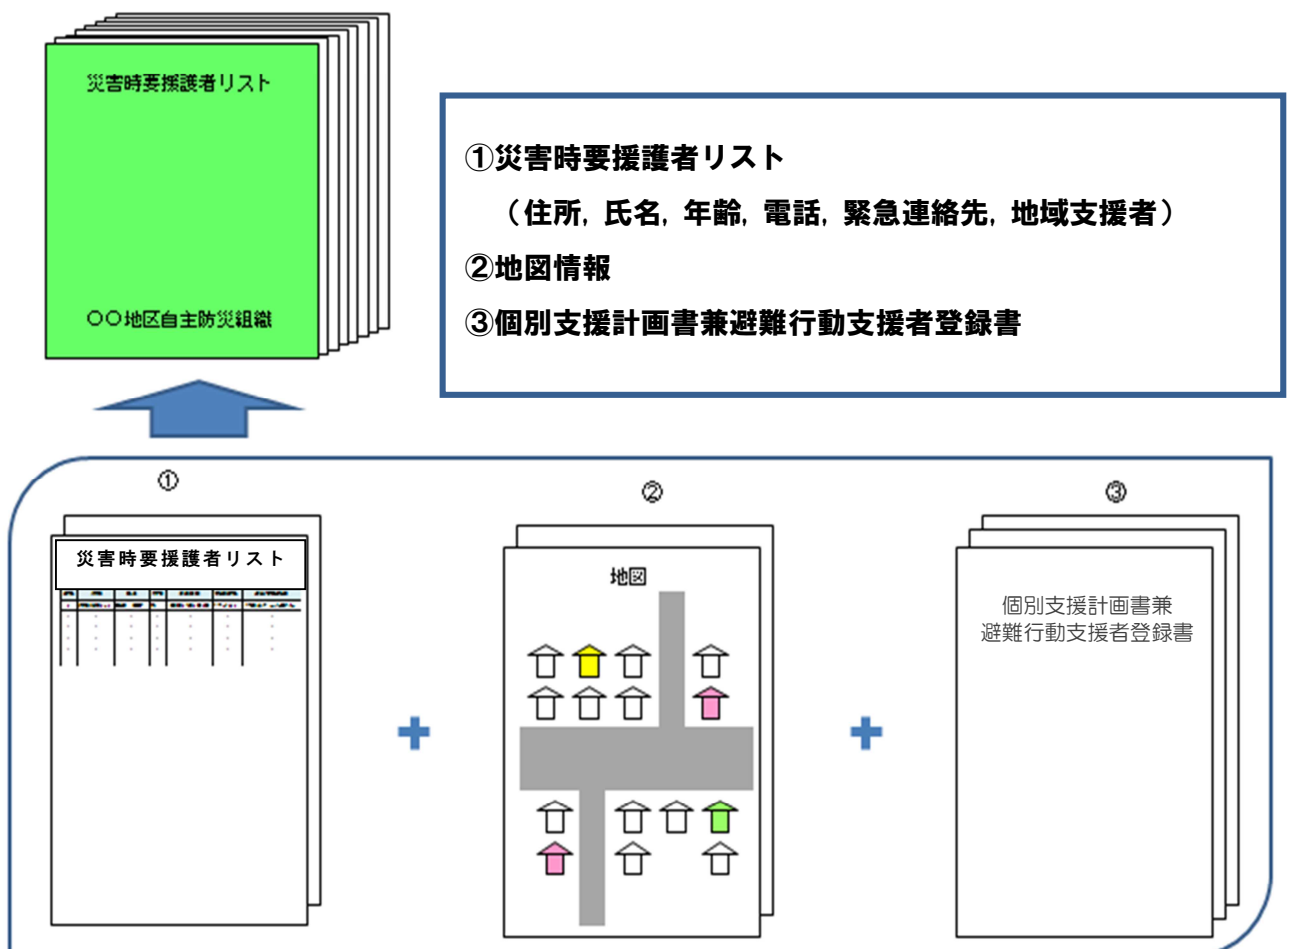 災害時要援護者リスト
〇〇地区自主防災組織
①災害時要援護者リスト
（住所, 氏名, 年齢, 電話, 緊急連絡先, 地域支援者）
②地図情報
③個別支援計画書兼避難行動支援者登録書
①
②
③
災害時要援護者リスト
地図
個別支援計画書兼
避難行動支援者登録書